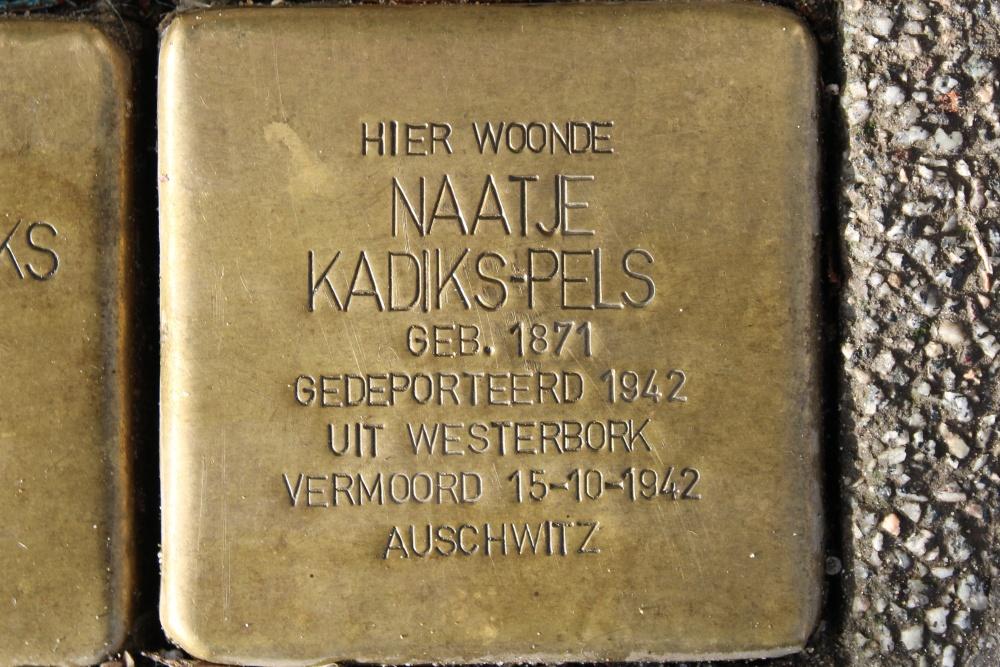 HIER WOONDE
NAATJE
KADIKS-PELS
GEB. 1871
GEDEPORTEERD 1942
UIT WESTERBORK
VERMOORD 15-10-1942
AUSCHWITZ